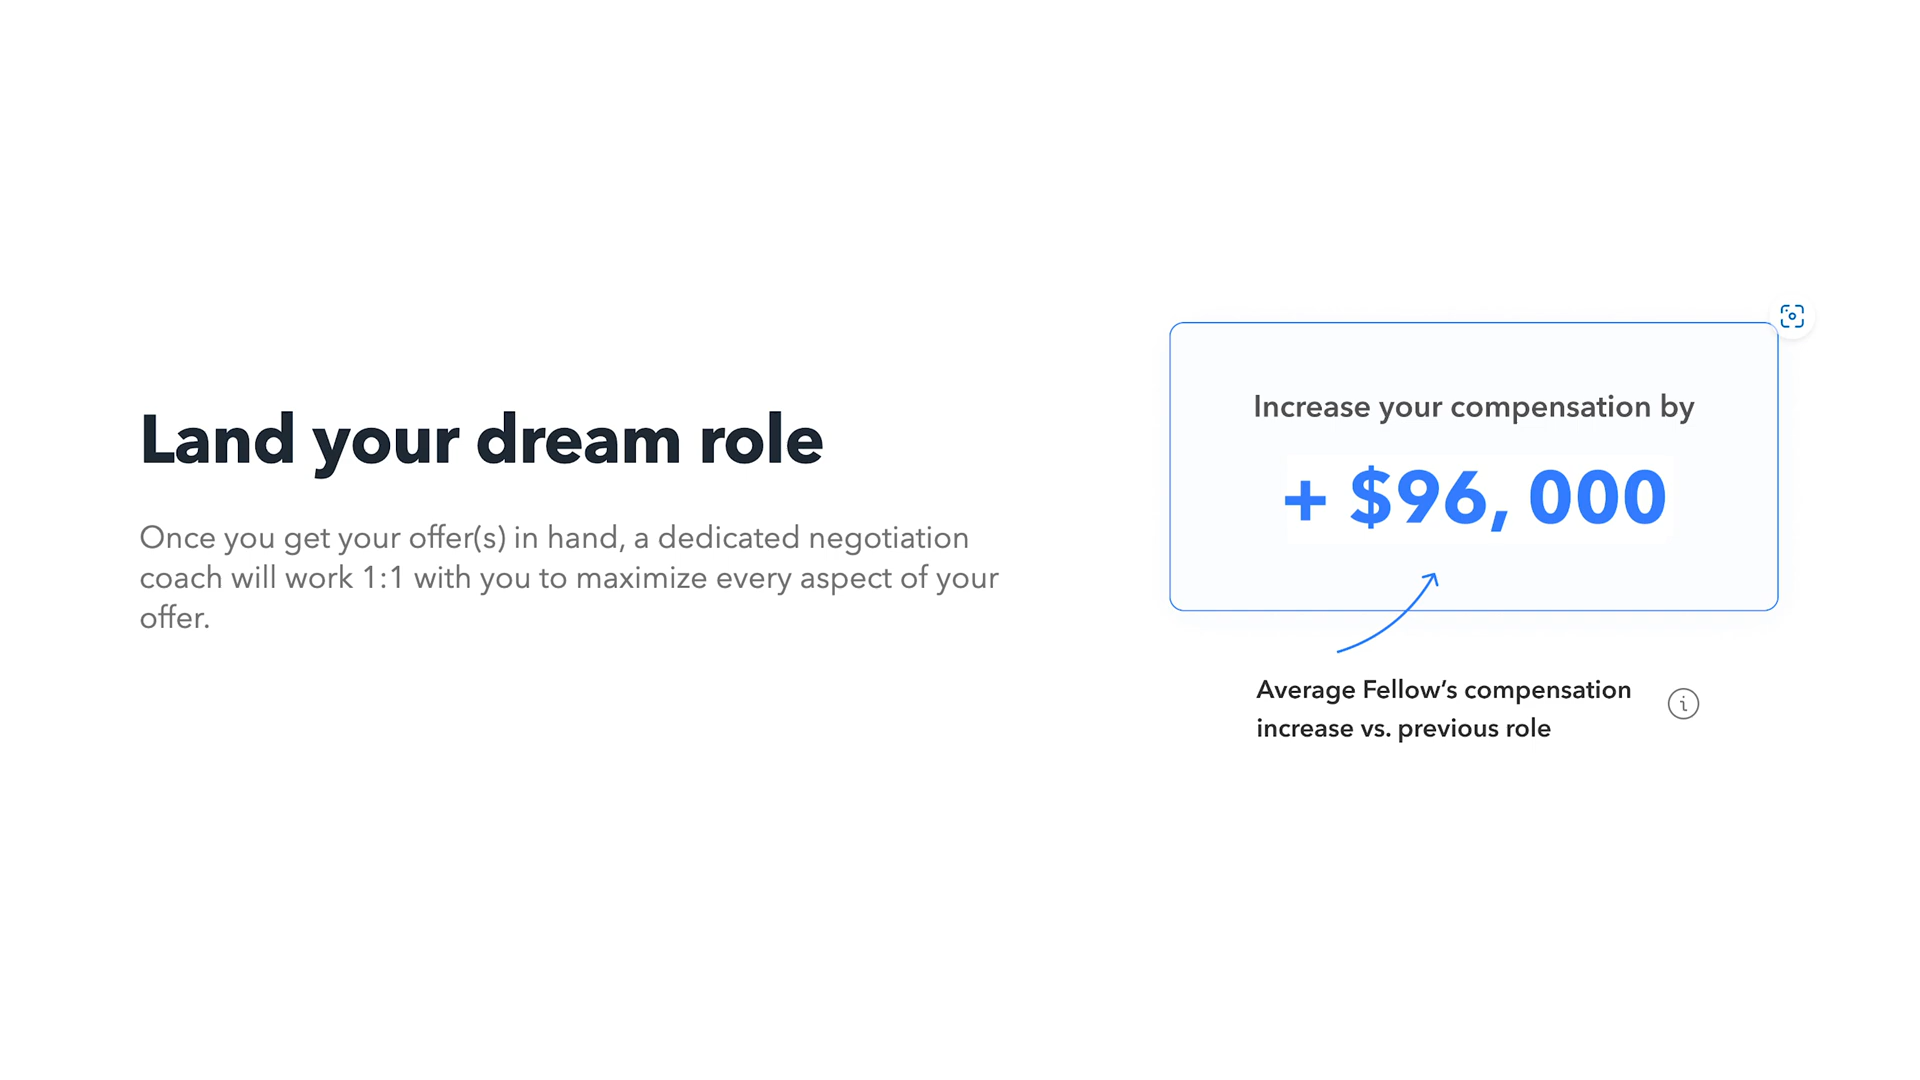 Land your dream role
Once you get your offer(s) in hand, a dedicated negotiation
coach will work 1:1 with you to maximize every aspect of your
offer.
Increase your compensation by
+ $96, 000
Average Fellow‘s compensation
increase vs. previous role
i